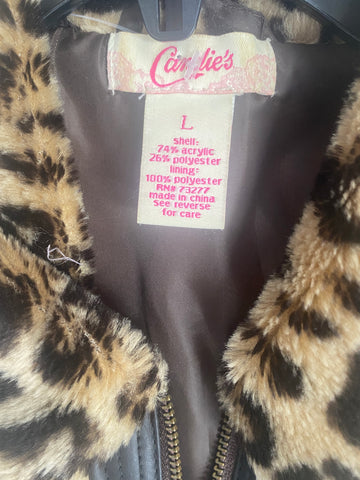 Candie's
L
shell:
74% acrylic
26% polyester
lining:
100% polyester
RN# 73277
made in china
see reverse
for care